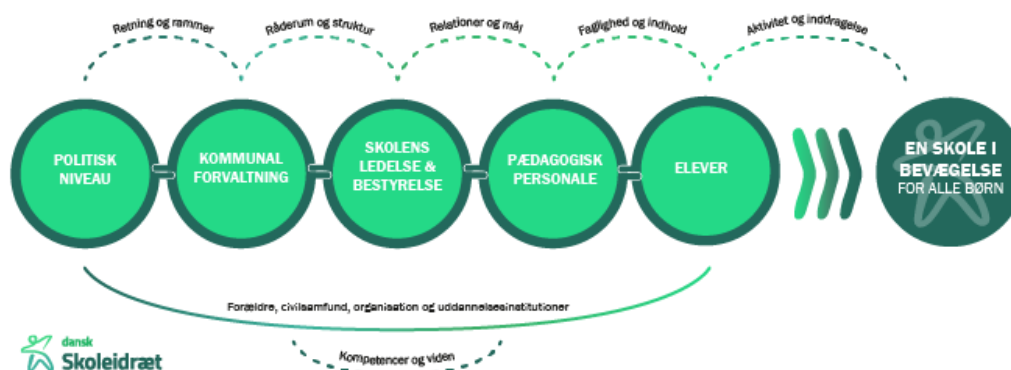 Retning og rammer
Råderum og struktur
Relationer og mål
Faglighed og indhold
Aktivitet og inddragelse
POLITISK
NIVEAU
KOMMUNAL
FORVALTNING
SKOLENS
LEDELSE &
BESTYRELSE
PÆDAGOGISK
PERSONALE
ELEVER
EN SKOLE I
BEVÆGELSE
FOR ALLE BØRN
Forældre, civilsamfund, organisation og uddannelsesinstitutioner
Kompetencer og viden
dansk
Skoleidræt